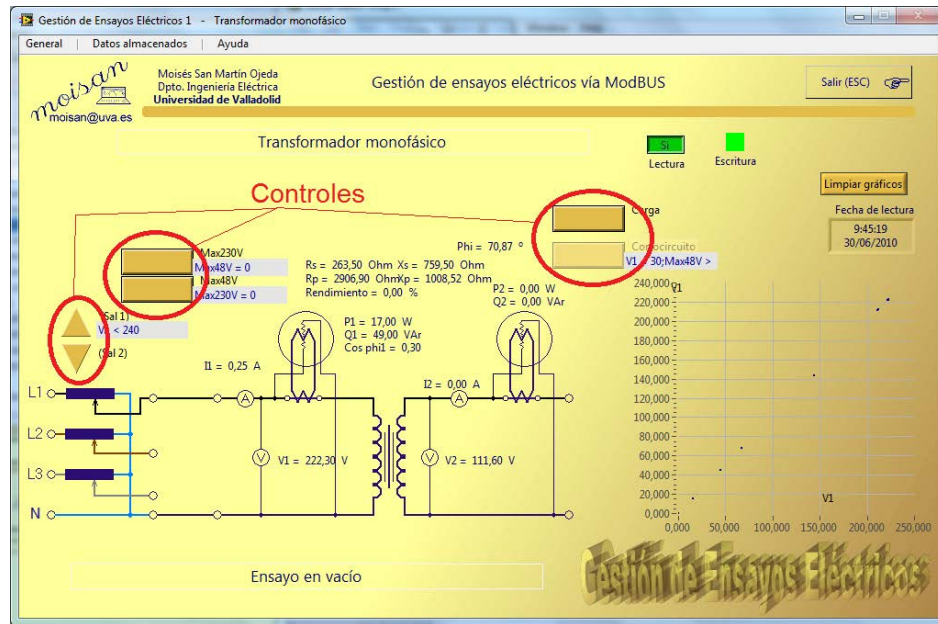 Gestión de Ensayos Eléctricos 1 - Transformador monofásico
General | Datos almacenados | Ayuda
moisan
moisan@uva.es
Moisés San Martín Ojeda
Dpto. Ingeniería Eléctrica
Universidad de Valladolid
Gestión de ensayos eléctricos vía ModBUS
Salir (ESC)
Transformador monofásico
Si
Lectura
Escritura
Limpiar gráficos
Fecha de lectura
9:45:19
30/06/2010
Controles
Carga
Cortocircuito
V1 30;Max48V >
Max230V
Max48V = 0
Max48V
Max230V = 0
Phi = 70,87 º
Rs = 263,50 Ohm Xs = 759,50 Ohm
Rp = 2906,90 Ohm Xp = 1008,52 Ohm
Rendimiento = 0,00 %
P2 = 0,00 W
Q2 = 0,00 VAr
(Sal 1)
< 240
(Sal 2)
P1 = 17,00 W
Q1 = 49,00 VAr
Cos phi1 = 0,30
I1 = 0,25 A
I2 = 0,00 A
A
A
L1
L2
L3
N
V
V1 = 222,30 V
V
V2 = 111,60 V
240,000
220,000
200,000
180,000
160,000
140,000
120,000
100,000
80,000
60,000
40,000
20,000
0,000
V1
0,000 50,000 100,000 150,000 200,000 250,000
Ensayo en vacío
Gestión de Ensayos Eléctricos